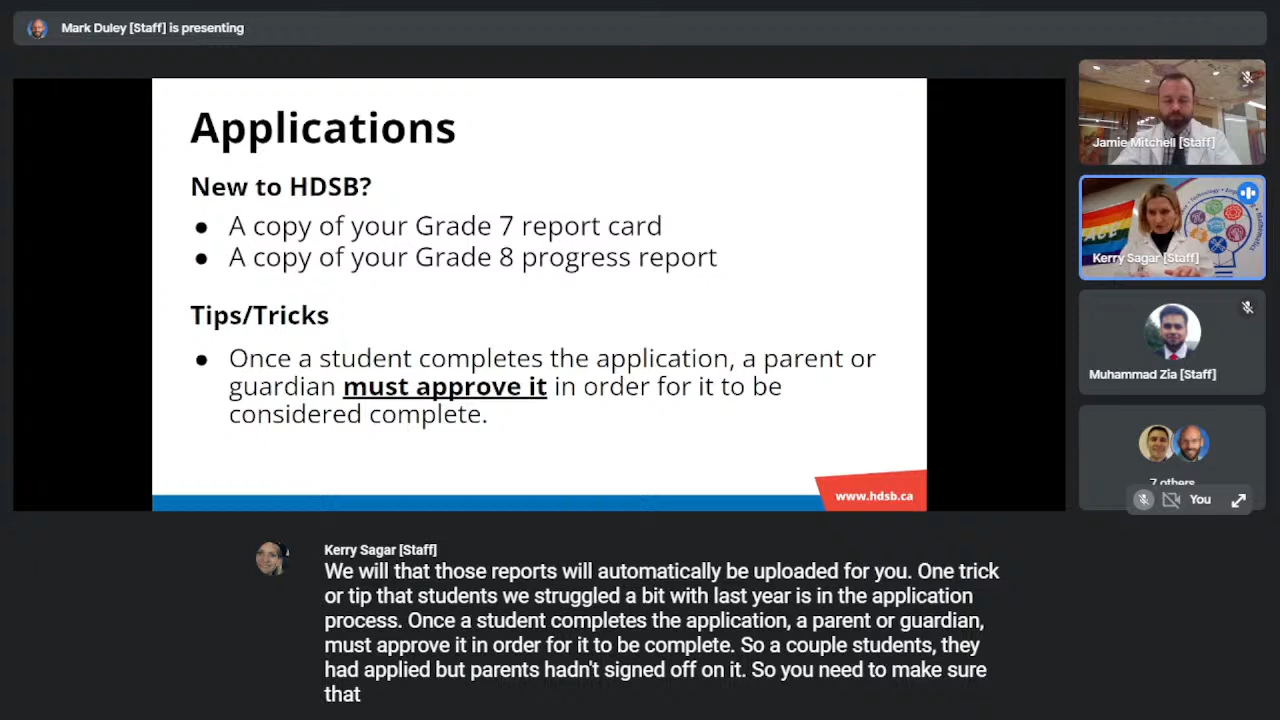 Mark Duley [Staff] is presenting
Applications
New to HDSB?
● A copy of your Grade 7 report card
● A copy of your Grade 8 progress report
Tips/Tricks
● Once a student completes the application, a parent or
guardian must approve it in order for it to be
considered complete.
www.hdsb.ca
Jamie Mitchell [Staff]
Kerry Sagar [Staff]
Muhammad Zia [Staff]
7 others
You
Kerry Sagar [Staff]
We will that those reports will automatically be uploaded for you. One trick
or tip that students we struggled a bit with last year is in the application
process. Once a student completes the application, a parent or guardian,
must approve it in order for it to be complete. So a couple students, they
had applied but parents hadn't signed off on it. So you need to make sure
that